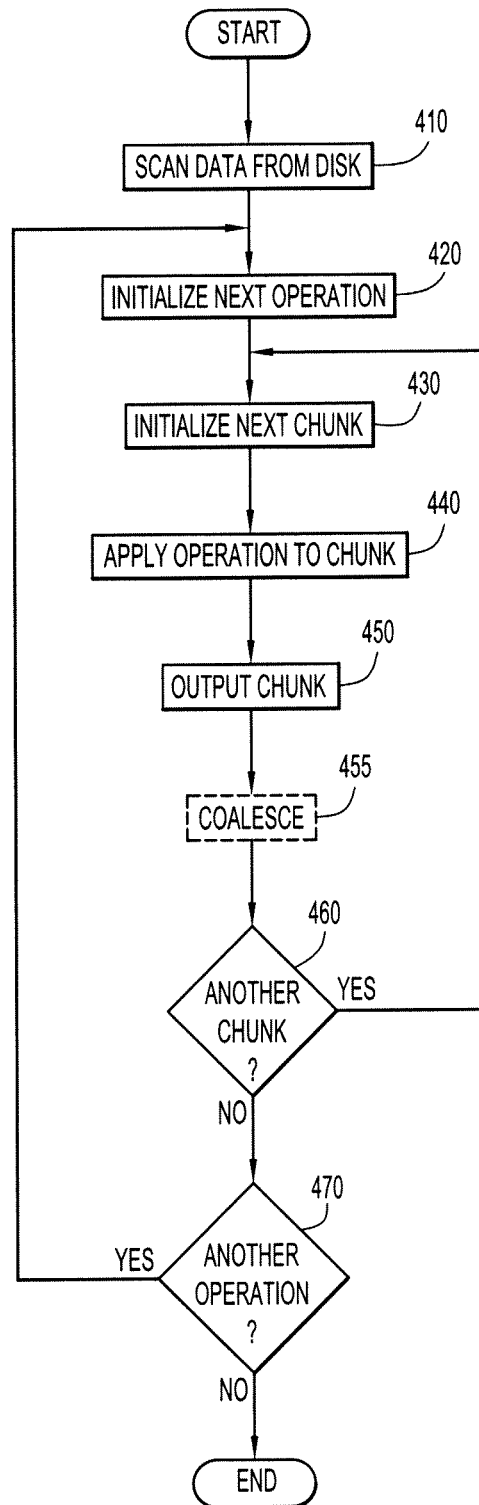 START
410
SCAN DATA FROM DISK
420
INITIALIZE NEXT OPERATION
430
INITIALIZE NEXT CHUNK
440
APPLY OPERATION TO CHUNK
450
OUTPUT CHUNK
455
COALESCE
460
ANOTHER
CHUNK
?
YES
NO
470
ANOTHER
OPERATION
?
YES
NO
END